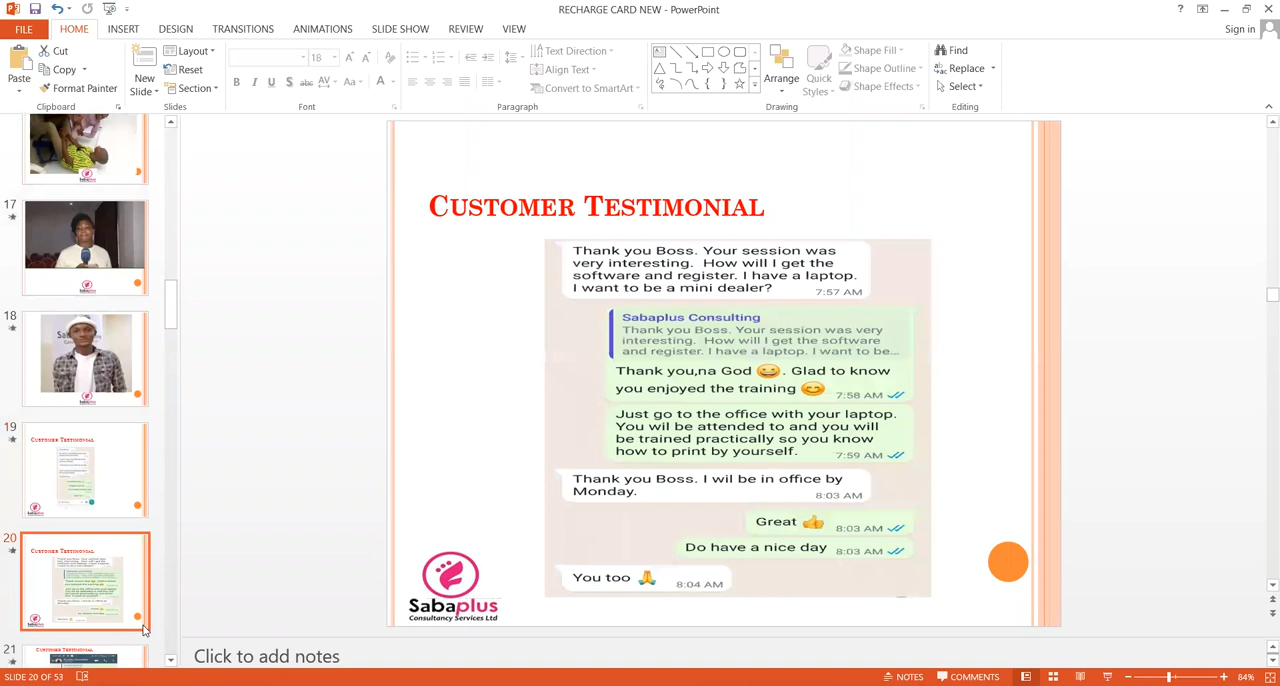 RECHARGE CARD NEW - PowerPoint
Sign in
FILE HOME INSERT DESIGN TRANSITIONS ANIMATIONS SLIDE SHOW REVIEW VIEW
Paste
Cut
Copy
Format Painter
Clipboard
New Slide
Layout
Reset
Section
Slides
18
B I U S abc AV Aa A
Font
Text Direction
Align Text
Convert to SmartArt
Paragraph
Arrange
Quick Styles
Shape Fill
Shape Outline
Shape Effects
Drawing
Find
Replace
Select
Editing
17
18
19
CUSTOMER TESTIMONIAL
20
CUSTOMER TESTIMONIAL
21
CUSTOMER TESTIMONIAL
CUSTOMER TESTIMONIAL
Thank you Boss. Your session was
very interesting. How will I get the
software and register. I have a laptop.
I want to be a mini dealer?
7:57 AM
Sabaplus Consulting
Thank you Boss. Your session was very
interesting. How will I get the software
and register. I have a laptop. I want to be...
Thank you,na God 😀. Glad to know
you enjoyed the training 😊
7:58 AM
Just go to the office with your laptop.
You wil be attended to and you will
be trained practically so you know
how to print by yourself.
7:59 AM
Thank you Boss. I wil be in office by
Monday.
8:03 AM
Great 👍 8:03 AM
Do have a nice day 8:03 AM
You too 🙏 8:04 AM
Sabaplus
Consultancy Services Ltd
Click to add notes
SLIDE 20 OF 53
NOTES
COMMENTS
84%